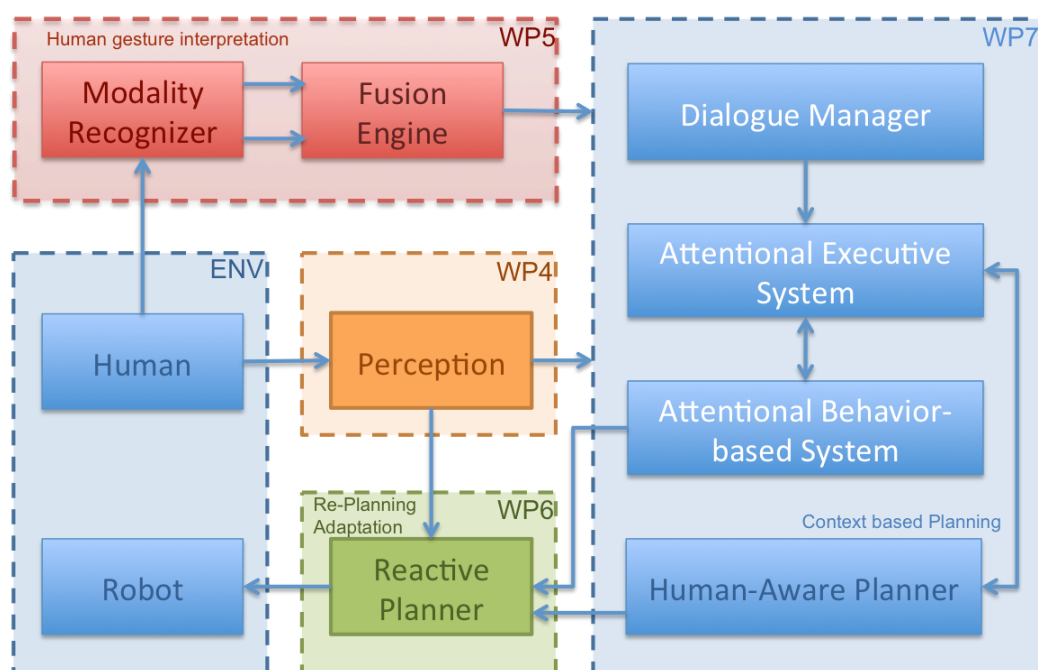 Human gesture interpretation
WP5
Modality
Recognizer
Fusion
Engine
WP7
Dialogue Manager
Attentional Executive
System
ENV
Human
WP4
Perception
Attentional Behavior-
based System
Re-Planning
Adaptation
WP6
Reactive
Planner
Robot
Context based Planning
Human-Aware Planner